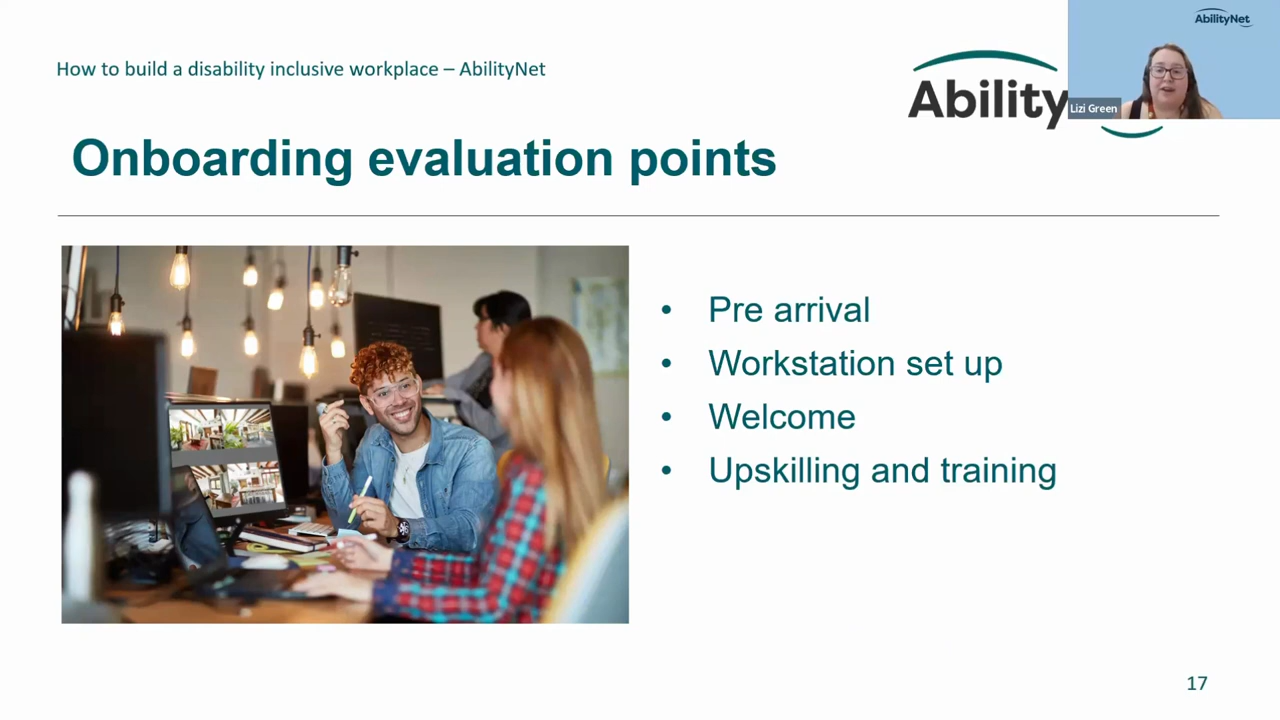 How to build a disability inclusive workplace – AbilityNet
AbilityNet
Ability
Lizi Green
Onboarding evaluation points
• Pre arrival
• Workstation set up
• Welcome
• Upskilling and training
17